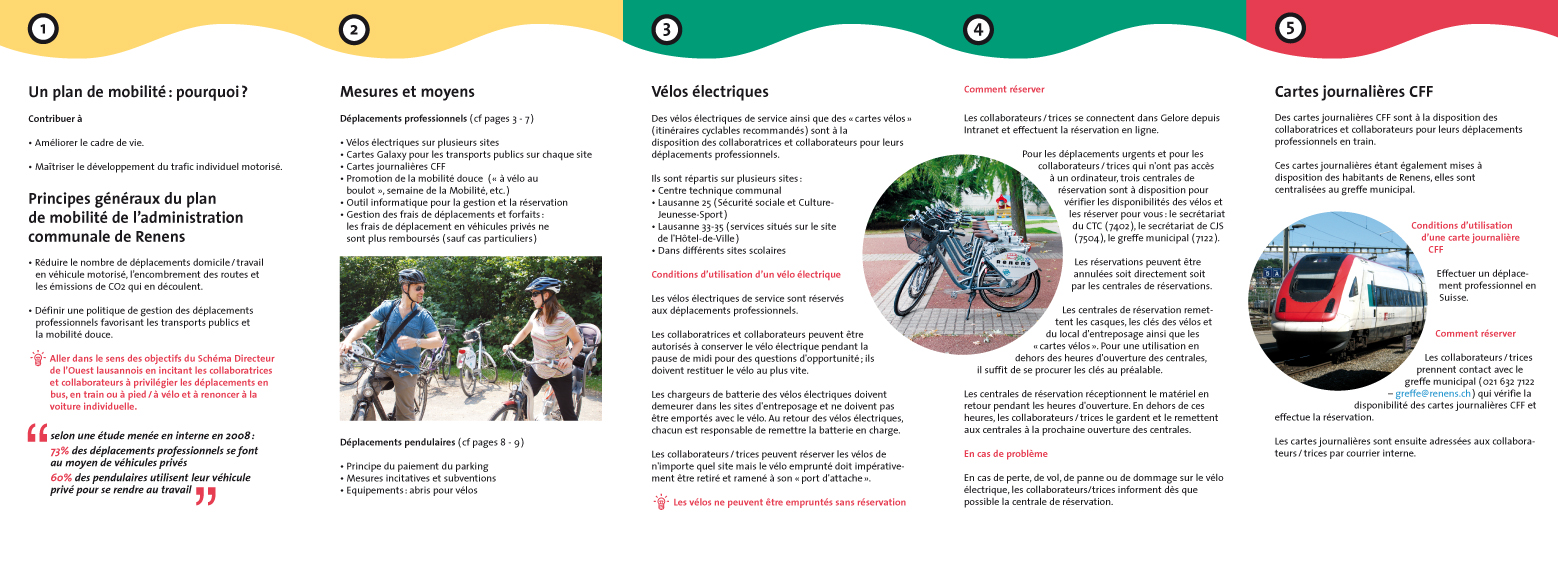 1
Un plan de mobilité : pourquoi ?
Contribuer à
• Améliorer le cadre de vie.
• Maîtriser le développement du trafic individuel motorisé.
Principes généraux du plan
de mobilité de l'administration
communale de Renens
• Réduire le nombre de déplacements domicile / travail
en véhicule motorisé, l'encombrement des routes et
les émissions de CO2 qui en découlent.
• Définir une politique de gestion des déplacements
professionnels favorisant les transports publics et
la mobilité douce.
Aller dans le sens des objectifs du Schéma Directeur
de l'Ouest lausannois en incitant les collaboratrices
et collaborateurs à privilégier les déplacements en
bus, en train ou à pied / à vélo et à renoncer à la
voiture individuelle.
selon une étude menée en interne en 2008 :
73% des déplacements professionnels se font
au moyen de véhicules privés
60% des pendulaires utilisent leur véhicule
privé pour se rendre au travail
2
Mesures et moyens
Déplacements professionnels (cf pages 3 - 7)
• Vélos électriques sur plusieurs sites
• Cartes Galaxy pour les transports publics sur chaque site
• Cartes journalières CFF
• Promotion de la mobilité douce (« à vélo au
boulot », semaine de la Mobilité, etc.)
• Outil informatique pour la gestion et la réservation
• Gestion des frais de déplacements et forfaits :
les frais de déplacement en véhicules privés ne
sont plus remboursés (sauf cas particuliers)
Déplacements pendulaires (cf pages 8 - 9)
• Principe du paiement du parking
• Mesures incitatives et subventions
• Equipements : abris pour vélos
3
Vélos électriques
Des vélos électriques de service ainsi que des « cartes vélos »
(itinéraires cyclables recommandés) sont à la
disposition des collaboratrices et collaborateurs pour leurs
déplacements professionnels.
Ils sont répartis sur plusieurs sites :
• Centre technique communal
• Lausanne 25 (Sécurité sociale et Culture-
Jeunesse-Sport)
• Lausanne 33-35 (services situés sur le site
de l'Hôtel-de-Ville)
• Dans différents sites scolaires
Conditions d'utilisation d'un vélo électrique
Les vélos électriques de service sont réservés
aux déplacements professionnels.
Les collaboratrices et collaborateurs peuvent être
autorisés à conserver le vélo électrique pendant la
pause de midi pour des questions d'opportunité ; ils
doivent restituer le vélo au plus vite.
Les chargeurs de batterie des vélos électriques doivent
demeurer dans les sites d'entreposage et ne doivent pas
être emportés avec le vélo. Au retour des vélos électriques,
chacun est responsable de remettre la batterie en charge.
Les collaborateurs / trices peuvent réserver les vélos de
n'importe quel site mais le vélo emprunté doit impérative-
ment être retiré et ramené à son « port d'attache ».
Les vélos ne peuvent être empruntés sans réservation
4
Comment réserver
Les collaborateurs / trices se connectent dans Gelore depuis
Intranet et effectuent la réservation en ligne.
Pour les déplacements urgents et pour les
collaborateurs / trices qui n'ont pas accès
à un ordinateur, trois centrales de
réservation sont à disposition pour
vérifier les disponibilités des vélos et
les réserver pour vous : le secrétariat
du CTC (7402), le secrétariat de CJS
(7504), le greffe municipal (7122).
Les réservations peuvent être
annulées soit directement soit
par les centrales de réservations.
Les centrales de réservation remet-
tent les casques, les clés des vélos et
du local d'entreposage ainsi que les
« cartes vélos ». Pour une utilisation en
dehors des heures d'ouverture des centrales,
il suffit de se procurer les clés au préalable.
Les centrales de réservation réceptionnent le matériel en
retour pendant les heures d'ouverture. En dehors de ces
heures, les collaborateurs / trices le gardent et le remettent
aux centrales à la prochaine ouverture des centrales.
En cas de problème
En cas de perte, de vol, de panne ou de dommage sur le vélo
électrique, les collaborateurs/trices informent dès que
possible la centrale de réservation.
Renens
5
Cartes journalières CFF
Des cartes journalières CFF sont à la disposition des
collaboratrices et collaborateurs pour leurs déplacements
professionnels en train.
Ces cartes journalières étant également mises à
disposition des habitants de Renens, elles sont
centralisées au greffe municipal.
Conditions d'utilisation
d'une carte journalière
CFF
Effectuer un déplace-
ment professionnel en
Suisse.
Comment réserver
Les collaborateurs / trices
prennent contact avec le
greffe municipal (021 632 7122
– greffe@renens.ch) qui vérifie la
disponibilité des cartes journalières CFF et
effectue la réservation.
Les cartes journalières sont ensuite adressées aux collabora-
teurs / trices par courrier interne.